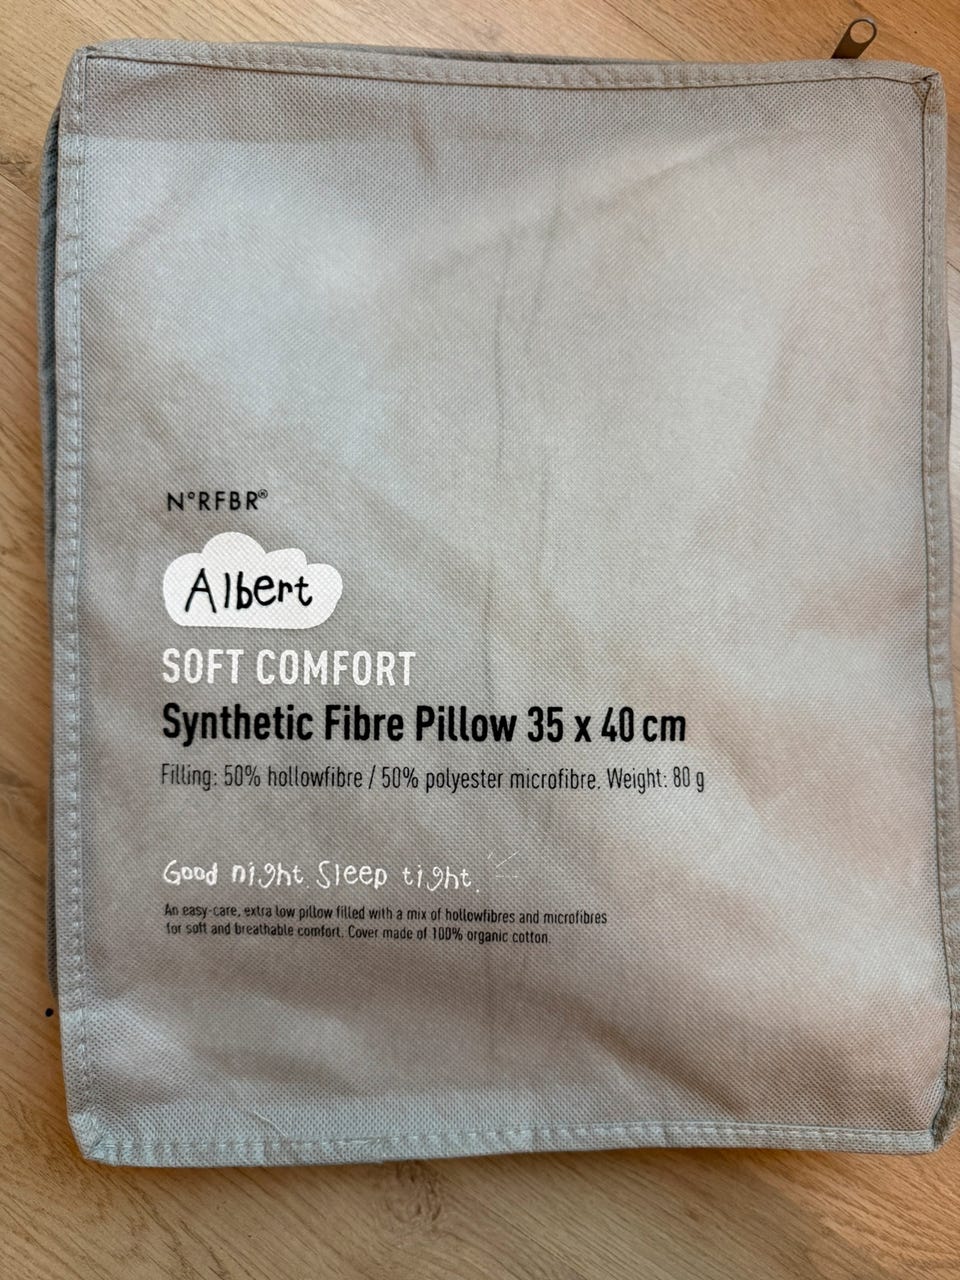 N°RFBR®
Albert
SOFT COMFORT
Synthetic Fibre Pillow 35 x 40 cm
Filling: 50% hollowfibre / 50% polyester microfibre. Weight: 80 g
Good night. Sleep tight.
An easy-care, extra low pillow filled with a mix of hollowfibres and microfibres
for soft and breathable comfort. Cover made of 100% organic cotton.